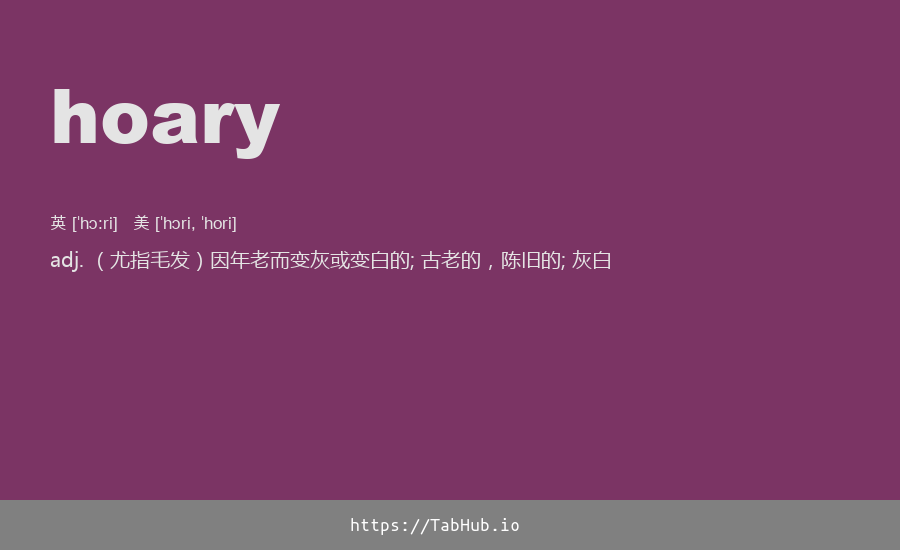 hoary
英 [ˈhɔːri] 美 [ˈhɔri, ˈhori]
adj. （尤指毛发）因年老而变灰或变白的; 古老的，陈旧的; 灰白
https://TabHub.io